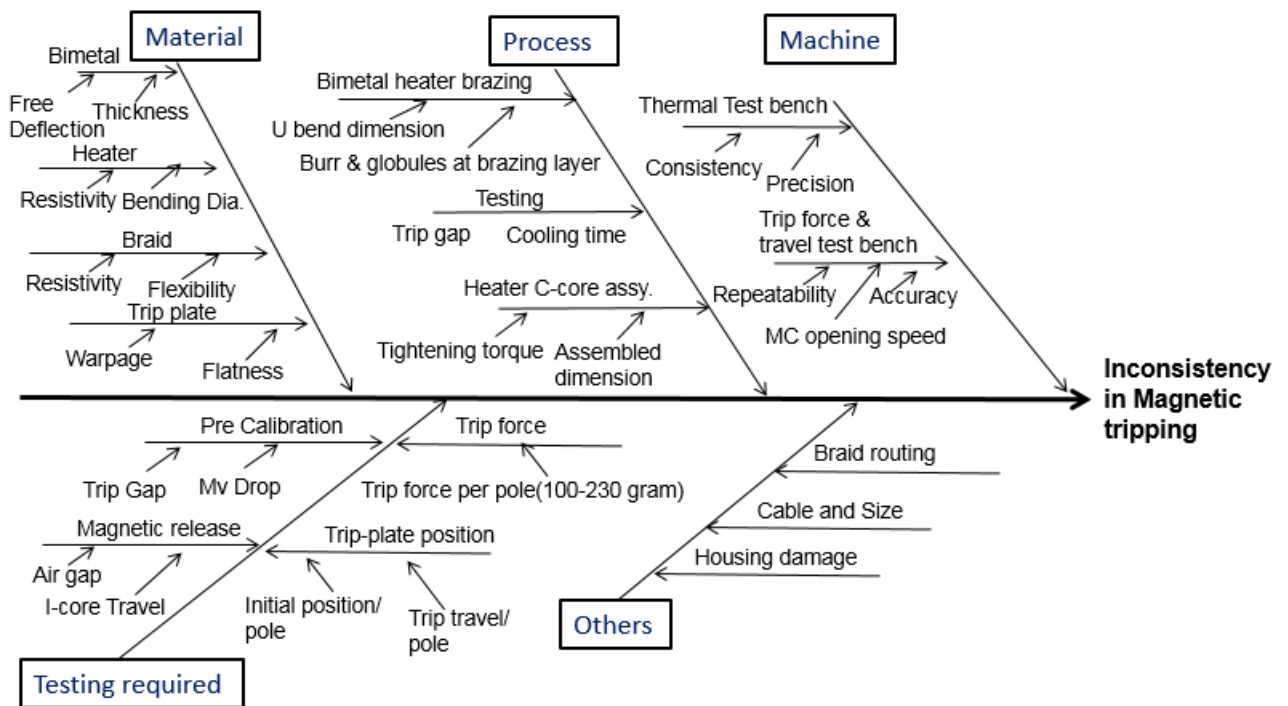 Material
Process
Machine
Bimetal
Free
Deflection
Thickness
Heater
Resistivity
Bending Dia.
Braid
Resistivity
Flexibility
Trip plate
Warpage
Flatness
Bimetal heater brazing
U bend dimension
Burr & globules at brazing layer
Testing
Trip gap
Cooling time
Heater C-core assy.
Tightening torque
Assembled
dimension
Thermal Test bench
Consistency
Precision
Trip force &
travel test bench
Repeatability
Accuracy
MC opening speed
Inconsistency
in Magnetic
tripping
Pre Calibration
Trip Gap
Mv Drop
Trip force
Trip force per pole(100-230 gram)
Magnetic release
Air gap
I-core Travel
Trip-plate position
Initial position/
pole
Trip travel/
pole
Braid routing
Cable and Size
Housing damage
Others
Testing required